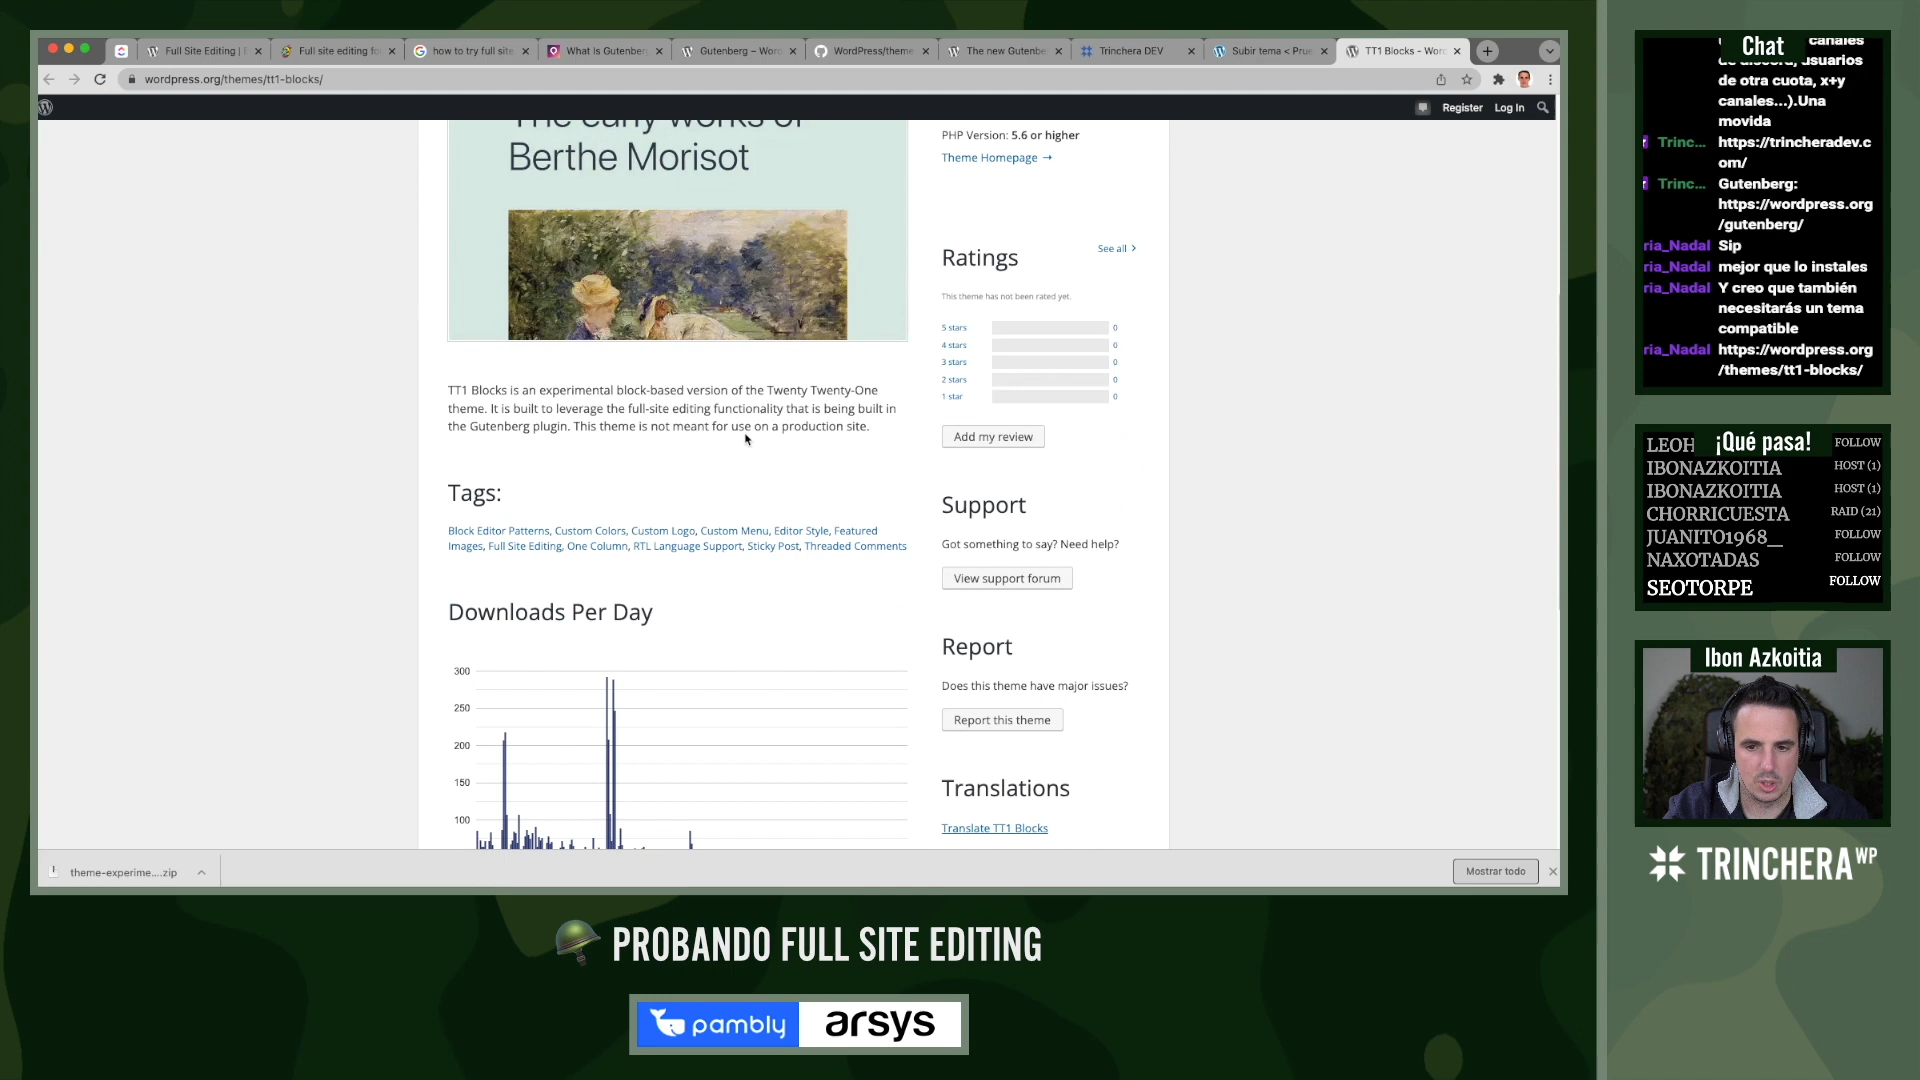 Full Site Editing | B
Full site editing fo
how to try full site
What Is Gutenber
Gutenberg – Word
WordPress/theme
The new Gutenbe
Trinchera DEV
Subir tema < Prue
TT1 Blocks - Word
wordpress.org/themes/tt1-blocks/
Register
Log In
The early works of
Berthe Morisot
PHP Version: 5.6 or higher
Theme Homepage →
Ratings
See all >
This theme has not been rated yet.
5 stars 0
4 stars 0
3 stars 0
2 stars 0
1 star 0
Add my review
TT1 Blocks is an experimental block-based version of the Twenty Twenty-One
theme. It is built to leverage the full-site editing functionality that is being built in
the Gutenberg plugin. This theme is not meant for use on a production site.
Tags:
Block Editor Patterns, Custom Colors, Custom Logo, Custom Menu, Editor Style, Featured
Images, Full Site Editing, One Column, RTL Language Support, Sticky Post, Threaded Comments
Support
Got something to say? Need help?
View support forum
Downloads Per Day
300
250
200
150
100
Report
Does this theme have major issues?
Report this theme
Translations
Translate TT1 Blocks
theme-experime....zip
Mostrar todo
PROBANDO FULL SITE EDITING
pambly
arsys
Chat
canales
de discord, usuarios
de otra cuota, x+y
canales...).Una
movida
Trinc... https://trincheradev.c
om/
Trinc... Gutenberg:
https://wordpress.org
/gutenberg/
ria_Nadal Sip
ria_Nadal mejor que lo instales
ria_Nadal Y creo que también
necesitarás un tema
compatible
ria_Nadal https://wordpress.org
/themes/tt1-blocks/
¡Qué pasa!
LEOH FOLLOW
IBONAZKOITIA HOST (1)
IBONAZKOITIA HOST (1)
CHORRICUESTA RAID (21)
JUANITO1968__ FOLLOW
NAXOTADAS FOLLOW
SEOTORPE FOLLOW
Ibon Azkoitia
TRINCHERA WP